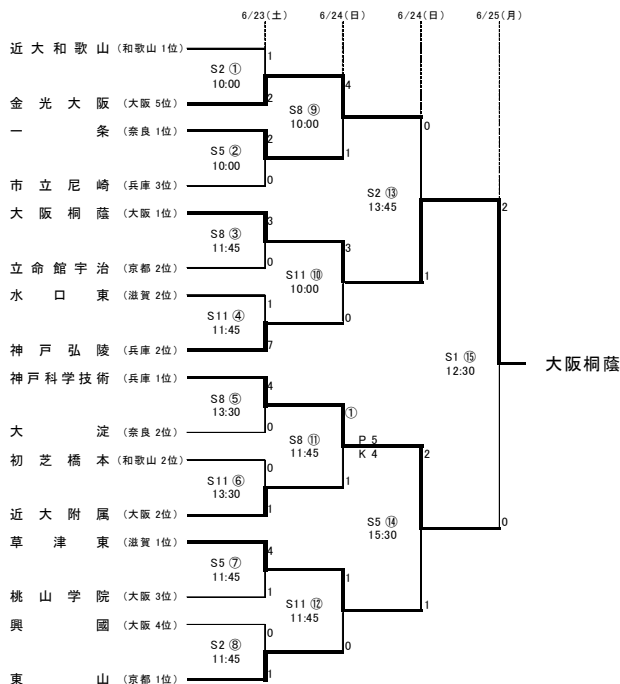 6/23(土) 6/24(日) 6/24(日) 6/25(月)
近大和歌山 (和歌山 1位)
1
S2 ①
10:00
4
金光大阪 (大阪 5位)
2
S8 ⑨
10:00
一条 (奈良 1位)
2
0
S5 ②
10:00
1
市立尼崎 (兵庫 3位)
0
S2 ⑬
13:45
大阪桐蔭 (大阪 1位)
3
2
S8 ③
11:45
3
立命館宇治 (京都 2位)
0
S11 ⑩
10:00
1
水口東 (滋賀 2位)
1
S11 ④
11:45
0
神戸弘陵 (兵庫 2位)
7
S1 ⑮
12:30
大阪桐蔭
神戸科学技術 (兵庫 1位)
4
S8 ⑤
13:30
①
大淀 (奈良 2位)
0
S8 ⑪
11:45
P 5
K 4
2
初芝橋本 (和歌山 2位)
0
S11 ⑥
13:30
1
近大附属 (大阪 2位)
1
S5 ⑭
15:30
0
草津東 (滋賀 1位)
4
S5 ⑦
11:45
1
桃山学院 (大阪 3位)
1
S11 ⑫
11:45
1
興國 (大阪 4位)
0
S2 ⑧
11:45
0
東山 (京都 1位)
1